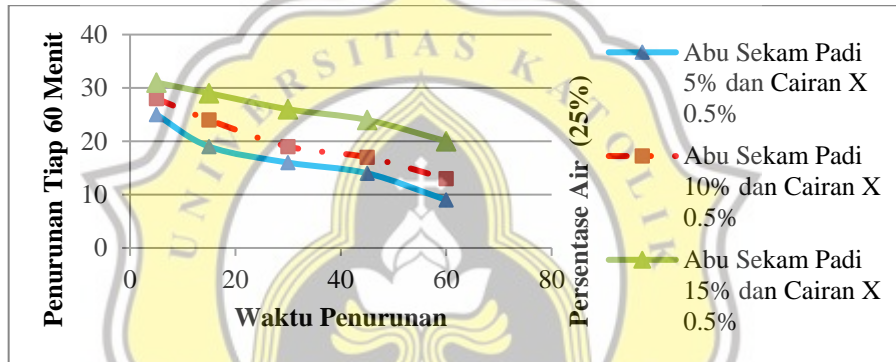 40
30
20
10
0
0
20
40
60
80
Penurunan Tiap 60 Menit
Waktu Penurunan
Persentase Air (25%)
Abu Sekam Padi
5% dan Cairan X
0.5%
Abu Sekam Padi
10% dan Cairan X
0.5%
Abu Sekam Padi
15% dan Cairan X
0.5%
UNIVERSITAS KATOLIK